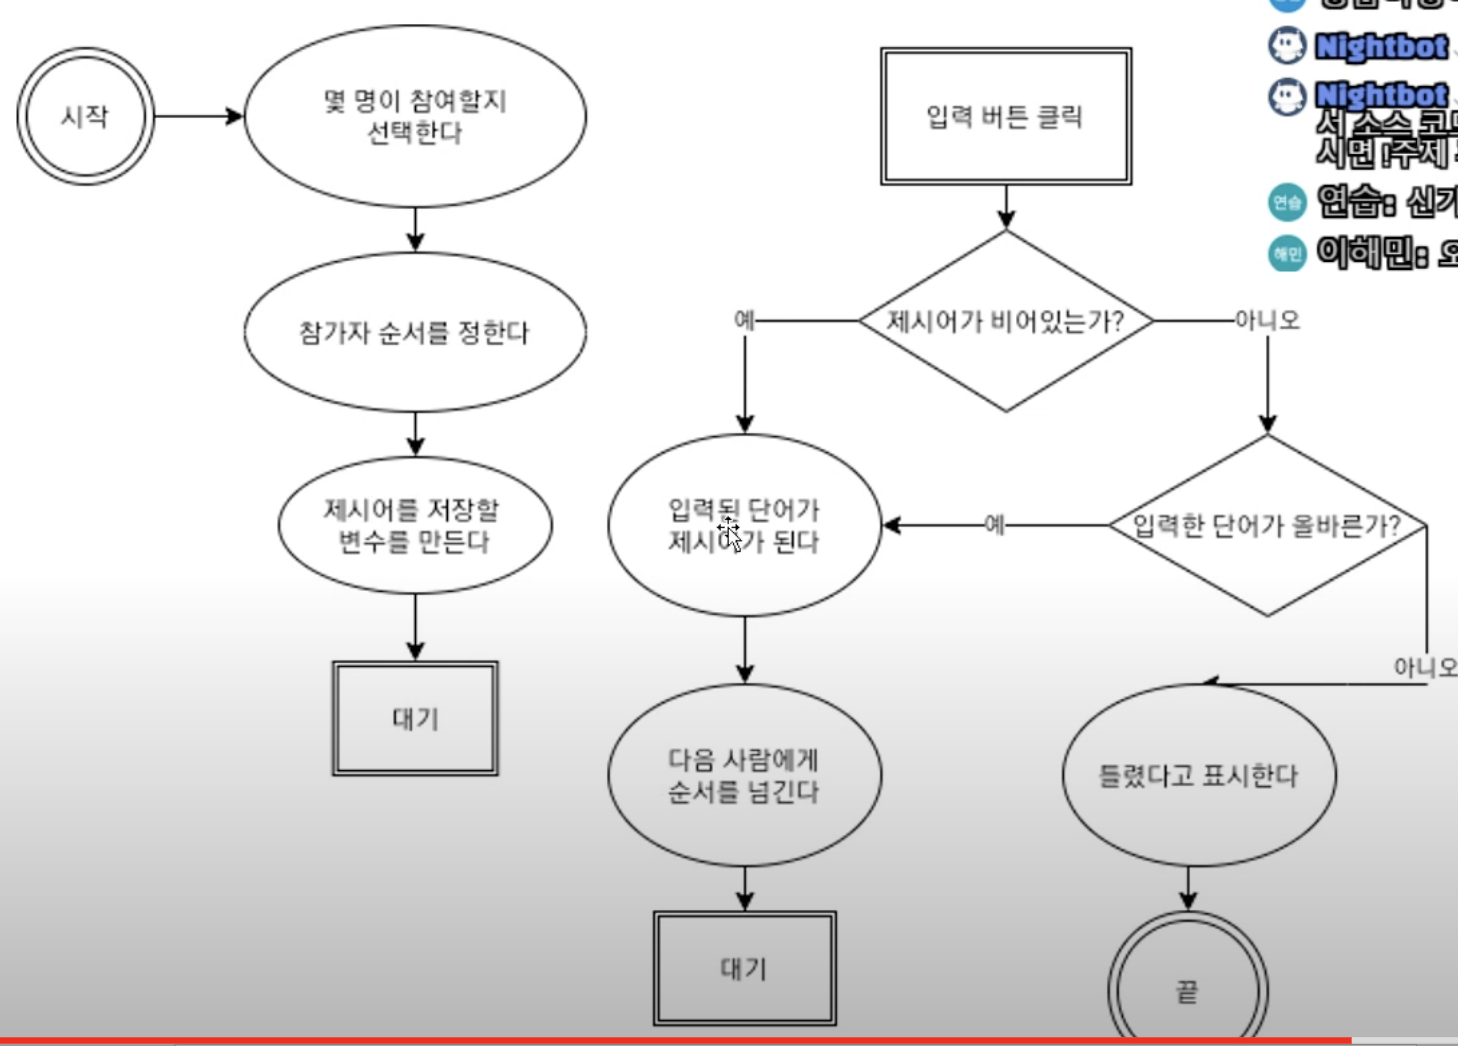 시작
몇 명이 참여할지
선택한다
참가자 순서를 정한다
제시어를 저장할
변수를 만든다
대기
입력 버튼 클릭
제시어가 비어있는가?
예
아니오
입력된 단어가
제시어가 된다
예
입력한 단어가 올바른가?
아니오
다음 사람에게
순서를 넘긴다
틀렸다고 표시한다
대기
끝
Nightbot
Nightbot
서 소스 코드
시면 !주제
연습
연습: 신기
해민
이해민: 오